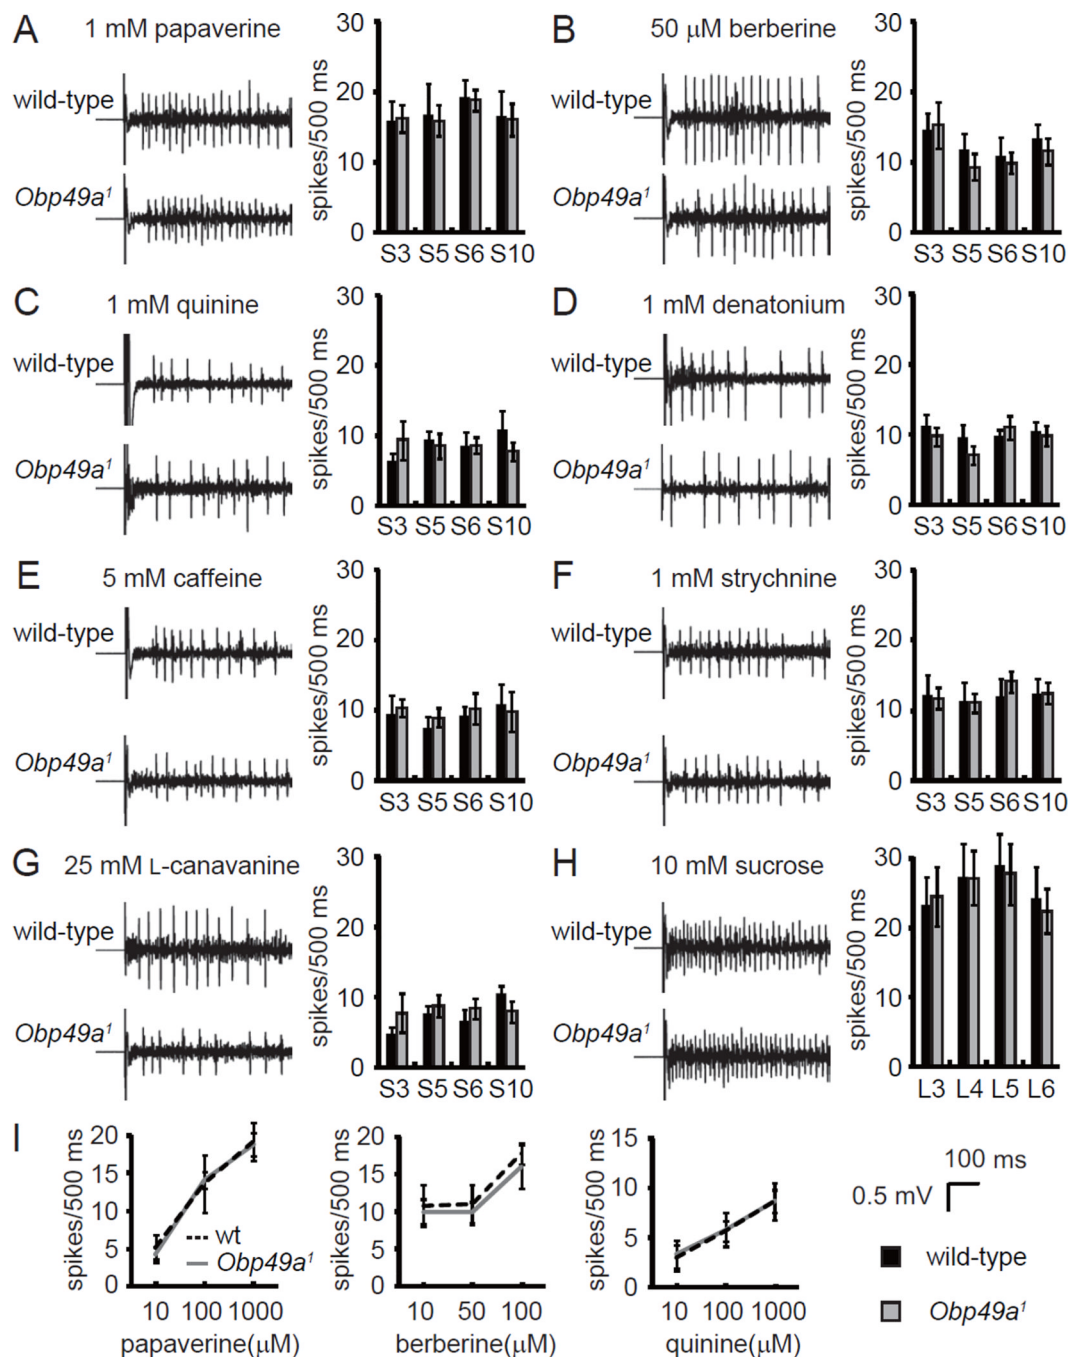 A 1 mM papaverine
wild-type
Obp49a¹
spikes/500 ms
30
20
10
0
S3 S5 S6 S10
B 50 μM berberine
wild-type
Obp49a¹
spikes/500 ms
30
20
10
0
S3 S5 S6 S10
C 1 mM quinine
wild-type
Obp49a¹
spikes/500 ms
30
20
10
0
S3 S5 S6 S10
D 1 mM denatonium
wild-type
Obp49a¹
spikes/500 ms
30
20
10
0
S3 S5 S6 S10
E 5 mM caffeine
wild-type
Obp49a¹
spikes/500 ms
30
20
10
0
S3 S5 S6 S10
F 1 mM strychnine
wild-type
Obp49a¹
spikes/500 ms
30
20
10
0
S3 S5 S6 S10
G 25 mM L-canavanine
wild-type
Obp49a¹
spikes/500 ms
30
20
10
0
S3 S5 S6 S10
H 10 mM sucrose
wild-type
Obp49a¹
spikes/500 ms
30
20
10
0
L3 L4 L5 L6
I
spikes/500 ms
20
15
10
5
0
wt
Obp49a¹
10 100 1000
papaverine(μM)
spikes/500 ms
20
15
10
5
0
10 50 100
berberine(μM)
spikes/500 ms
15
10
5
0
10 100 1000
quinine(μM)
100 ms
0.5 mV
wild-type
Obp49a¹